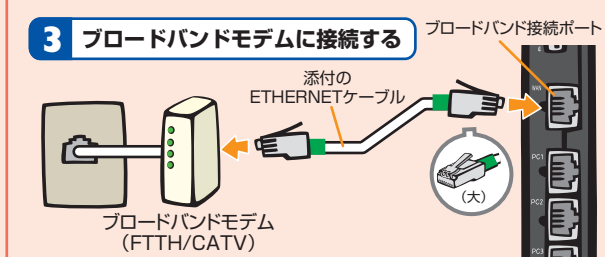 3 ブロードバンドモデムに接続する
ブロードバンド接続ポート
添付の
ETHERNETケーブル
WAN
(大)
PC1
PC2
PC3
ブロードバンドモデム
(FTTH/CATV)